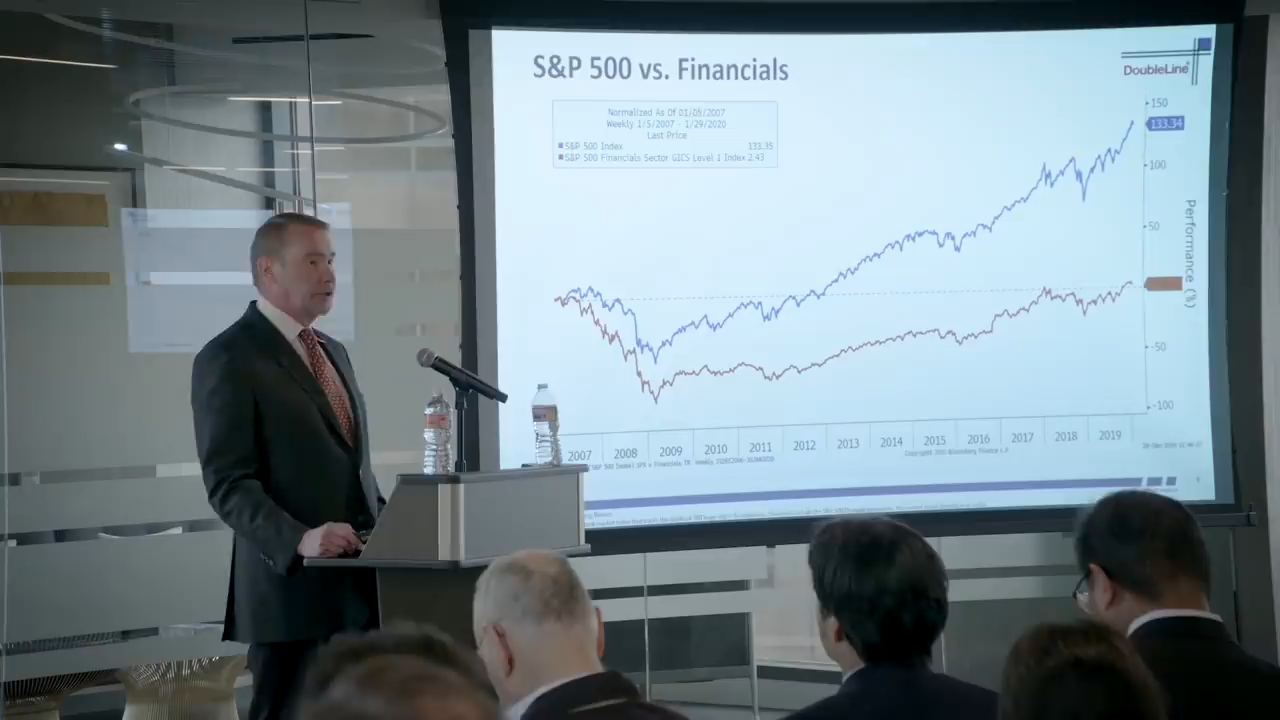 S&P 500 vs. Financials
DoubleLine®
Normalized As Of 01/05/2007
Weekly 1/5/2007 - 1/29/2020
Last Price
S&P 500 Index 133.35
S&P 500 Financials Sector GICS Level 1 Index 2.43
150
133.34
100
50
-50
-100
Performance (%)
2007 2008 2009 2010 2011 2012 2013 2014 2015 2016 2017 2018 2019